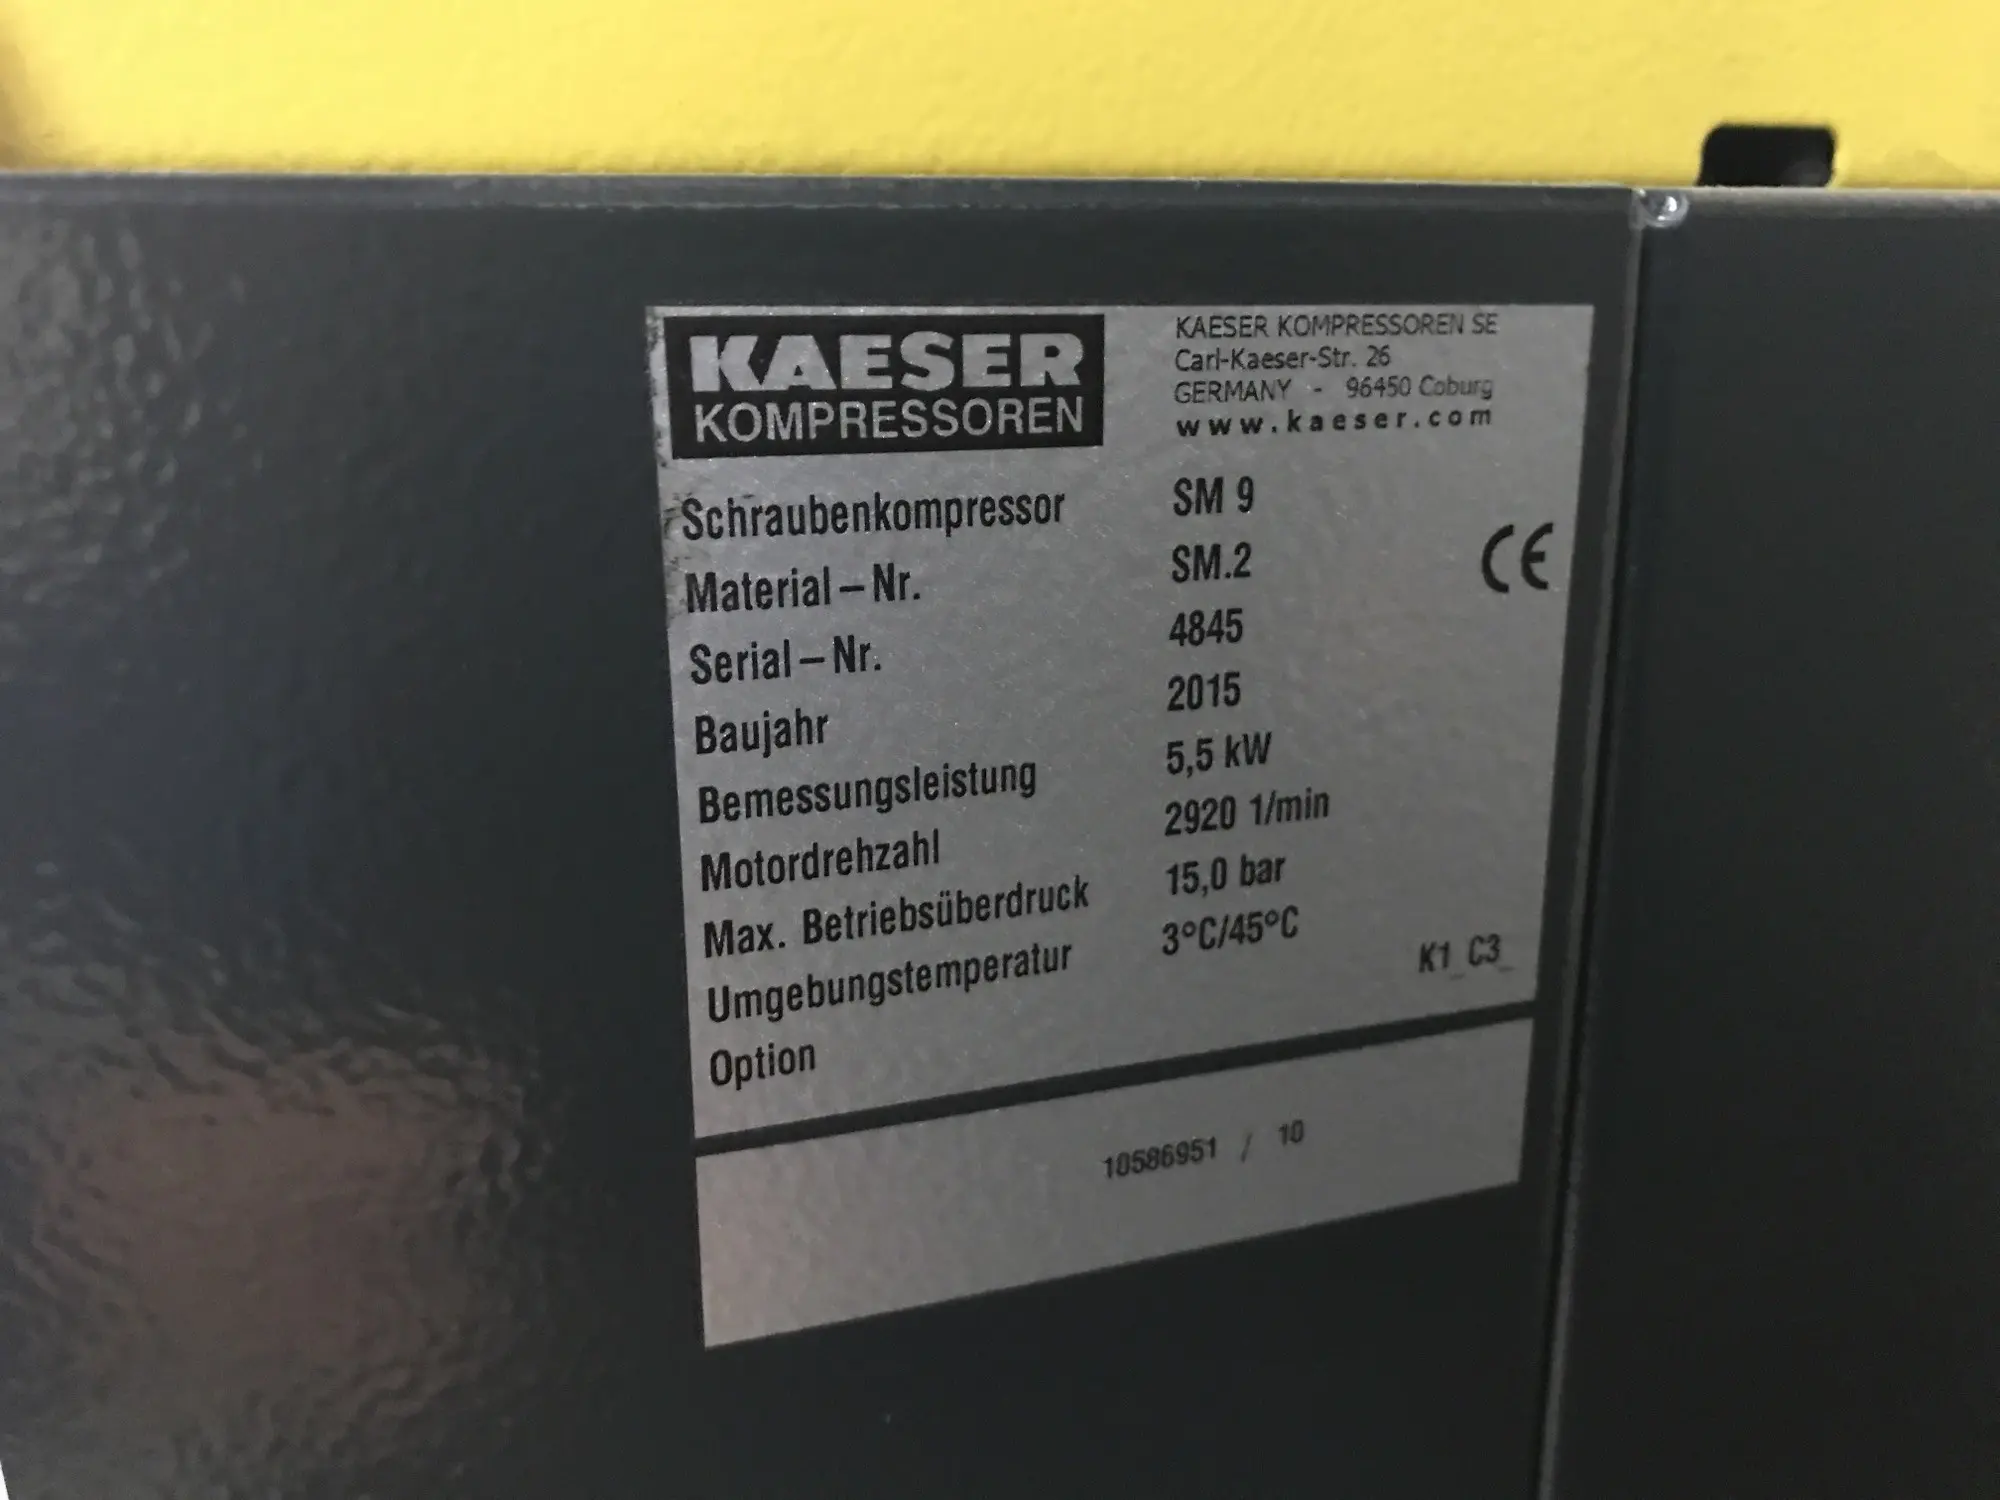 KAESER
KOMPRESSOREN
KAESER KOMPRESSOREN SE
Carl-Kaeser-Str. 26
GERMANY - 96450 Coburg
www.kaeser.com
Schraubenkompressor SM 9
Material-Nr. SM.2
Serial-Nr. 4845
Baujahr 2015
Bemessungsleistung 5,5 kW
Motordrehzahl 2920 1/min
Max. Betriebsüberdruck 15,0 bar
Umgebungstemperatur 3°C/45°C
Option K1_C3_
CE
10586951 / 10